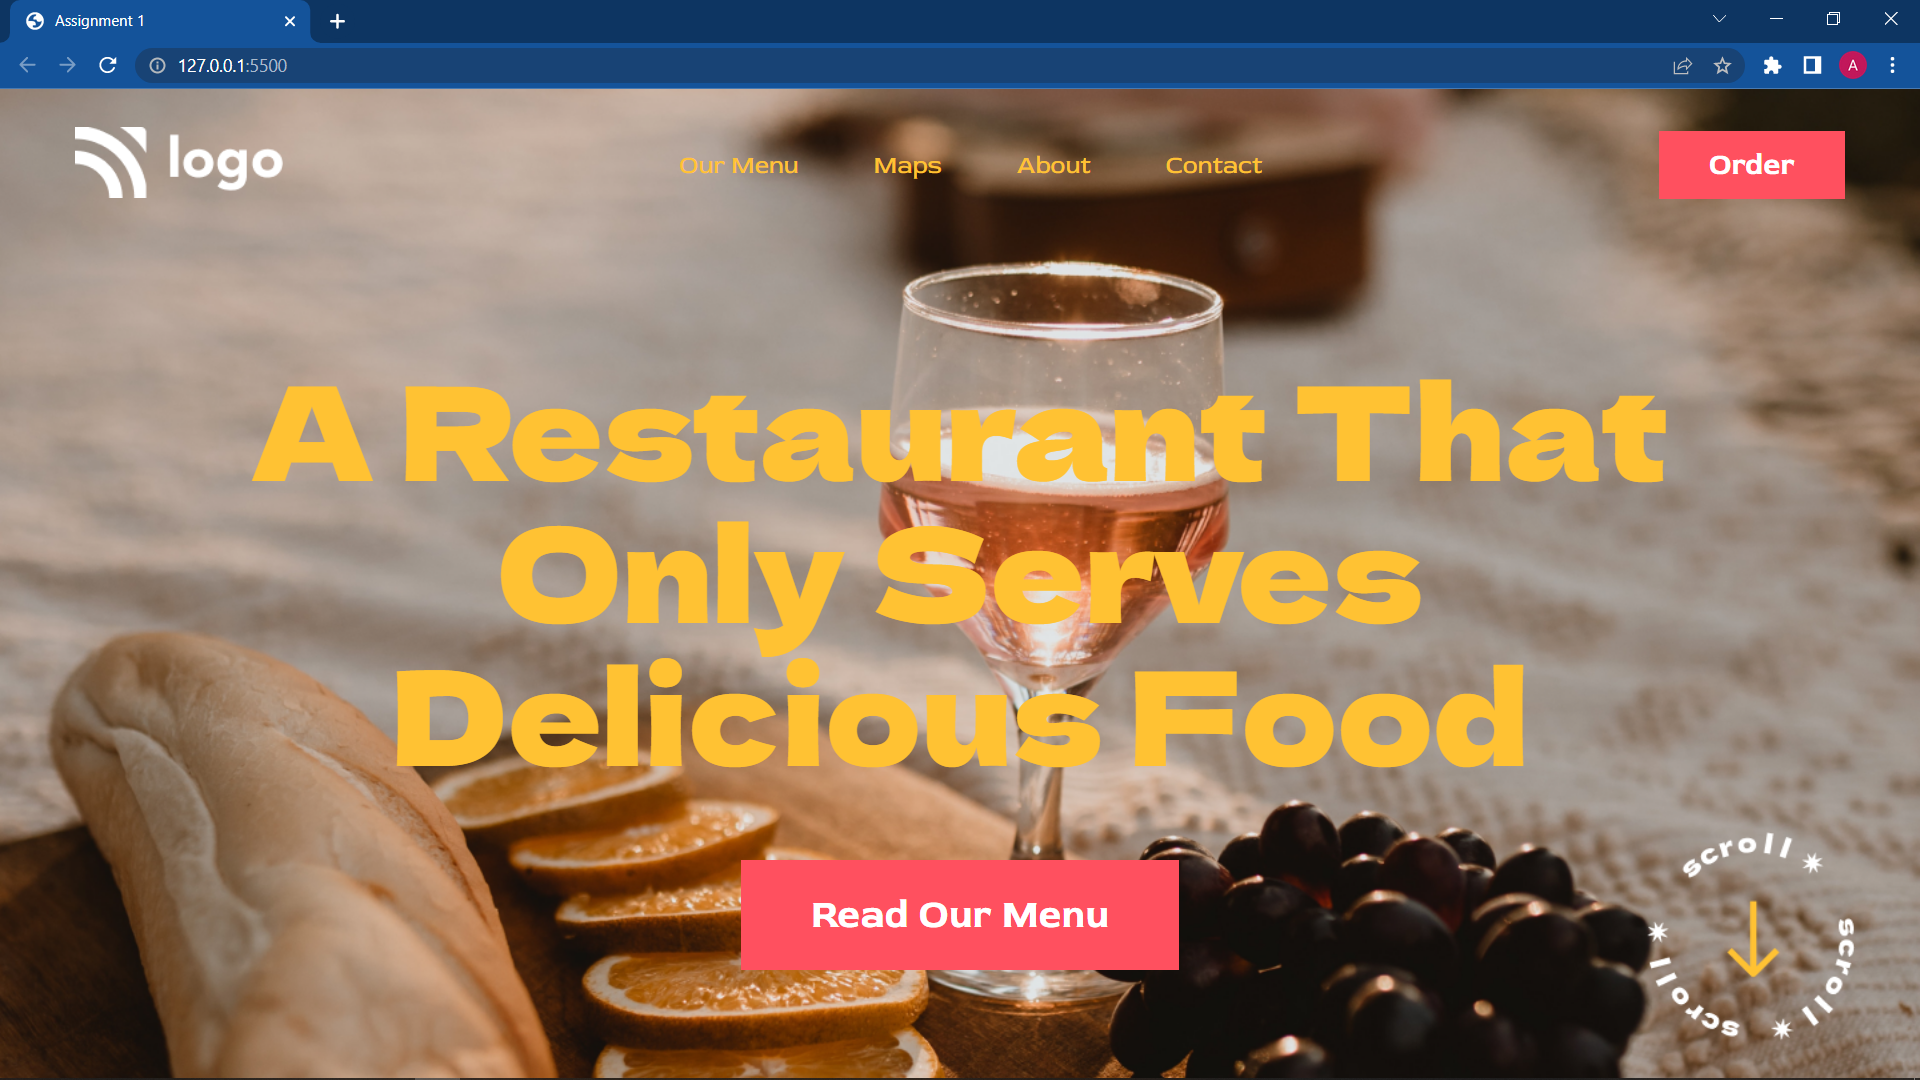 Assignment 1
127.0.0.1:5500
A
logo
Our Menu
Maps
About
Contact
Order
A Restaurant That
Only Serves
Delicious Food
Read Our Menu
scroll
scroll
scroll